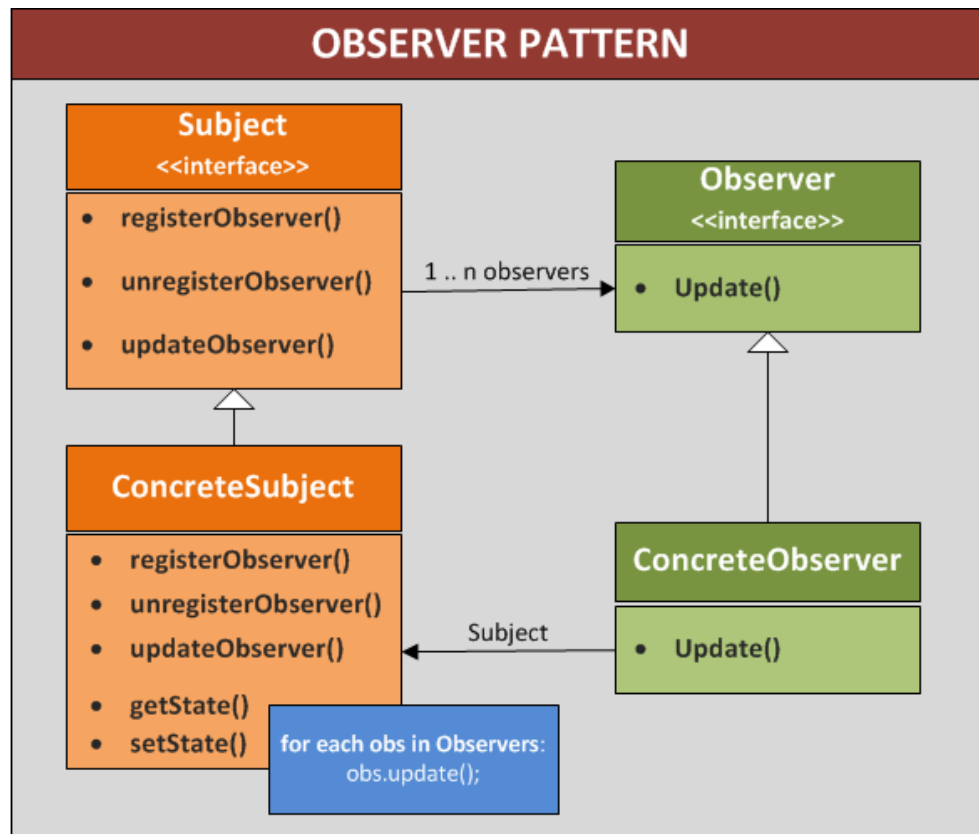 OBSERVER PATTERN
Subject
<<interface>>
• registerObserver()
• unregisterObserver()
• updateObserver()
1 .. n observers
Observer
<<interface>>
• Update()
ConcreteSubject
• registerObserver()
• unregisterObserver()
• updateObserver()
• getState()
• setState()
for each obs in Observers:
obs.update();
Subject
ConcreteObserver
• Update()